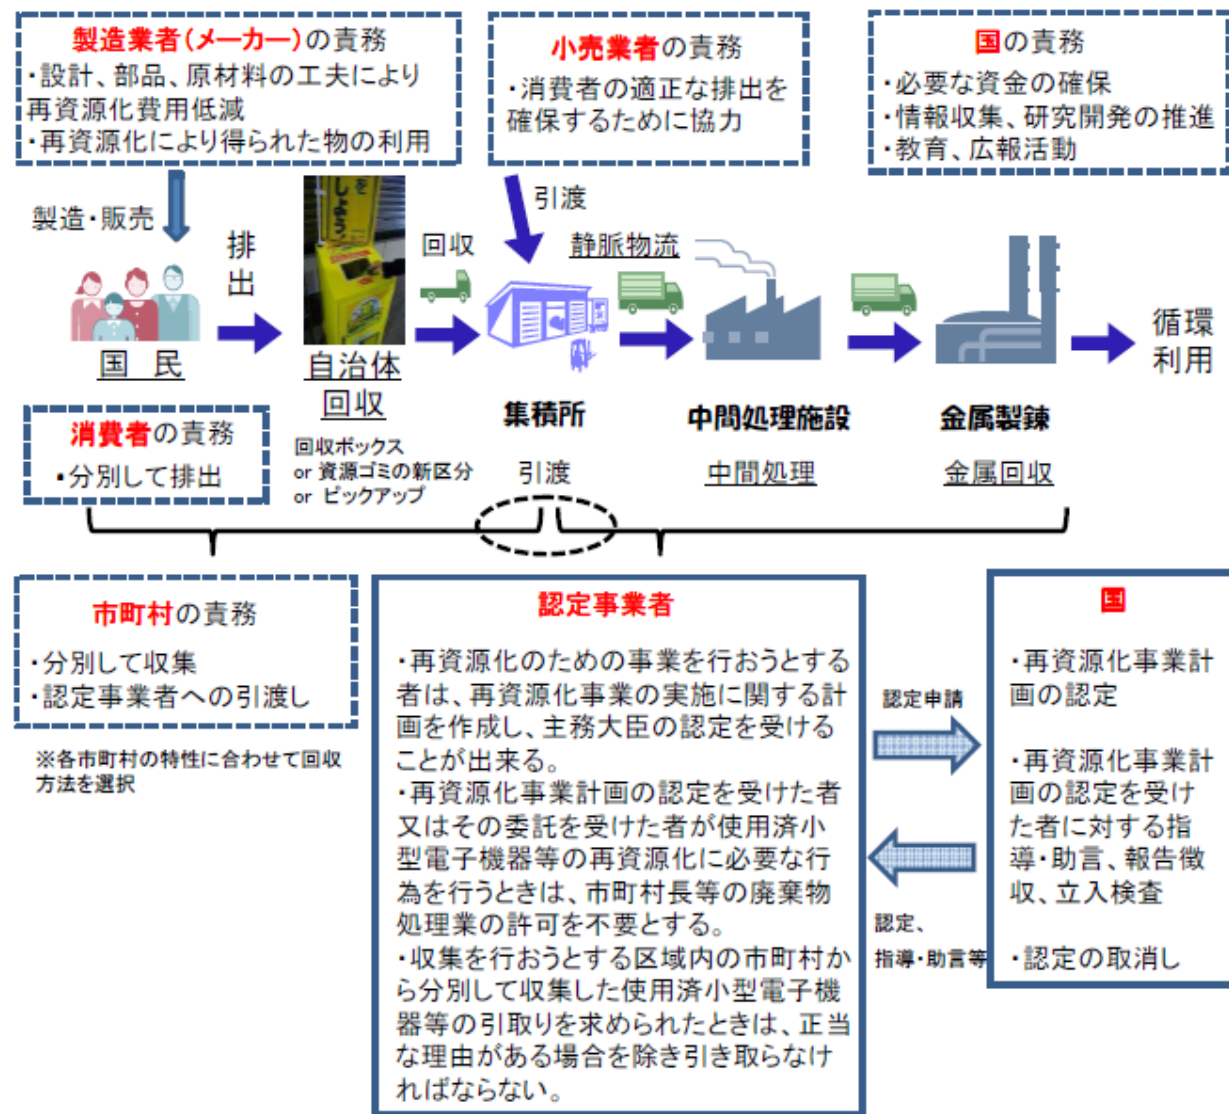 製造業者(メーカー)の責務
・設計、部品、原材料の工夫により
再資源化費用低減
・再資源化により得られた物の利用
小売業者の責務
・消費者の適正な排出を
確保するために協力
国の責務
・必要な資金の確保
・情報収集、研究開発の推進
・教育、広報活動
製造・販売
排出
回収
引渡
静脈物流
国 民
自治体
回収
集積所
中間処理施設
金属製錬
循環
利用
消費者の責務
・分別して排出
回収ボックス
or 資源ゴミの新区分
or ピックアップ
引渡
中間処理
金属回収
市町村の責務
・分別して収集
・認定事業者への引渡し
※各市町村の特性に合わせて回収
方法を選択
認定事業者
・再資源化のための事業を行おうとする
者は、再資源化事業の実施に関する計
画を作成し、主務大臣の認定を受けるこ
とが出来る。
・再資源化事業計画の認定を受けた者
又はその委託を受けた者が使用済小
型電子機器等の再資源化に必要な行
為を行うときは、市町村長等の廃棄物
処理業の許可を不要とする。
・収集を行おうとする区域内の市町村か
ら分別して収集した使用済小型電子機
器等の引取りを求められたときは、正当
な理由がある場合を除き引き取らなけ
ればならない。
認定申請
認定、
指導・助言等
国
・再資源化事業計
画の認定
・再資源化事業計
画の認定を受け
た者に対する指
導・助言、報告徴
収、立入検査
・認定の取消し